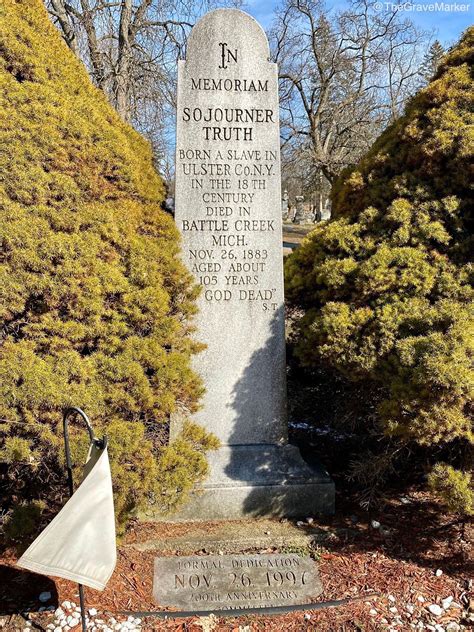 ©TheGraveMarker
IN
MEMORIAM
SOJOURNER
TRUTH
BORN A SLAVE IN
ULSTER CO. N.Y.
IN THE 18TH
CENTURY
DIED IN
BATTLE CREEK
MICH.
NOV. 26, 1883
AGED ABOUT
105 YEARS
"IS GOD DEAD"
S.T.
FORMAL DEDICATION
NOV 26 1997
200TH ANNIVERSARY